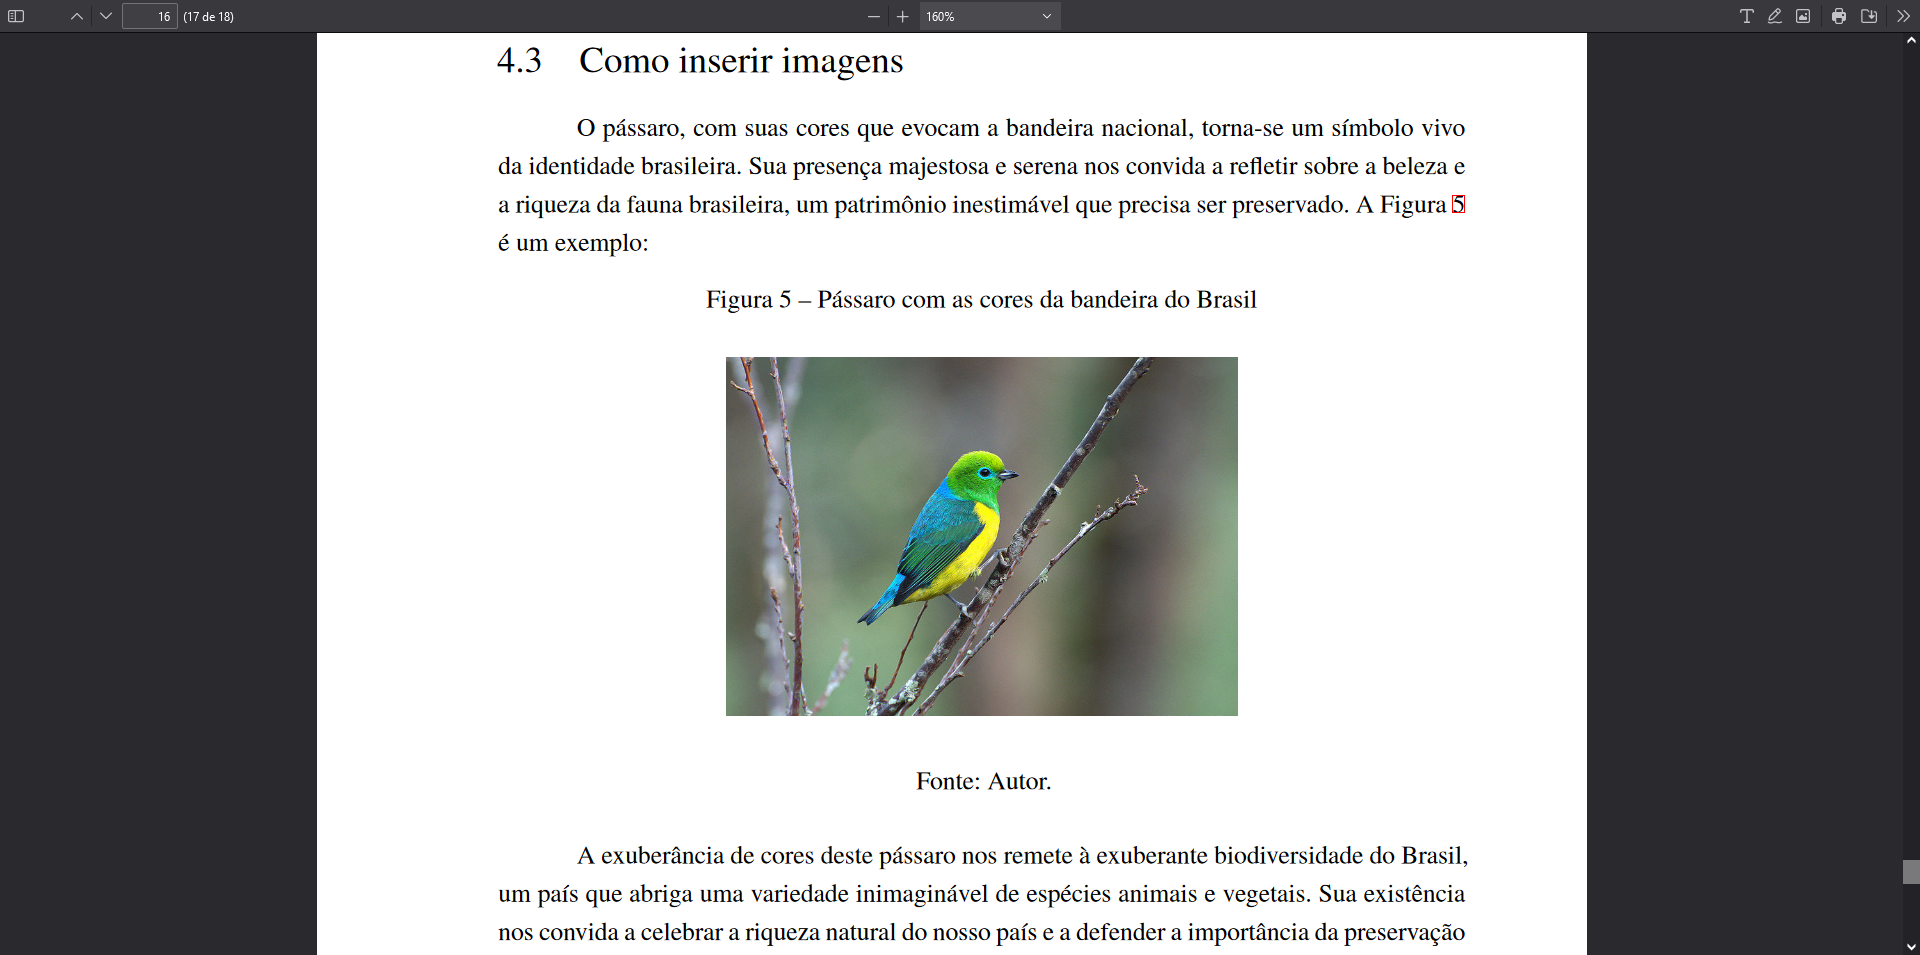 16 (17 de 18) 160%
4.3 Como inserir imagens
O pássaro, com suas cores que evocam a bandeira nacional, torna-se um símbolo vivo
da identidade brasileira. Sua presença majestosa e serena nos convida a refletir sobre a beleza e
a riqueza da fauna brasileira, um patrimônio inestimável que precisa ser preservado. A Figura 5
é um exemplo:
Figura 5 – Pássaro com as cores da bandeira do Brasil
Fonte: Autor.
A exuberância de cores deste pássaro nos remete à exuberante biodiversidade do Brasil,
um país que abriga uma variedade inimaginável de espécies animais e vegetais. Sua existência
nos convida a celebrar a riqueza natural do nosso país e a defender a importância da preservação